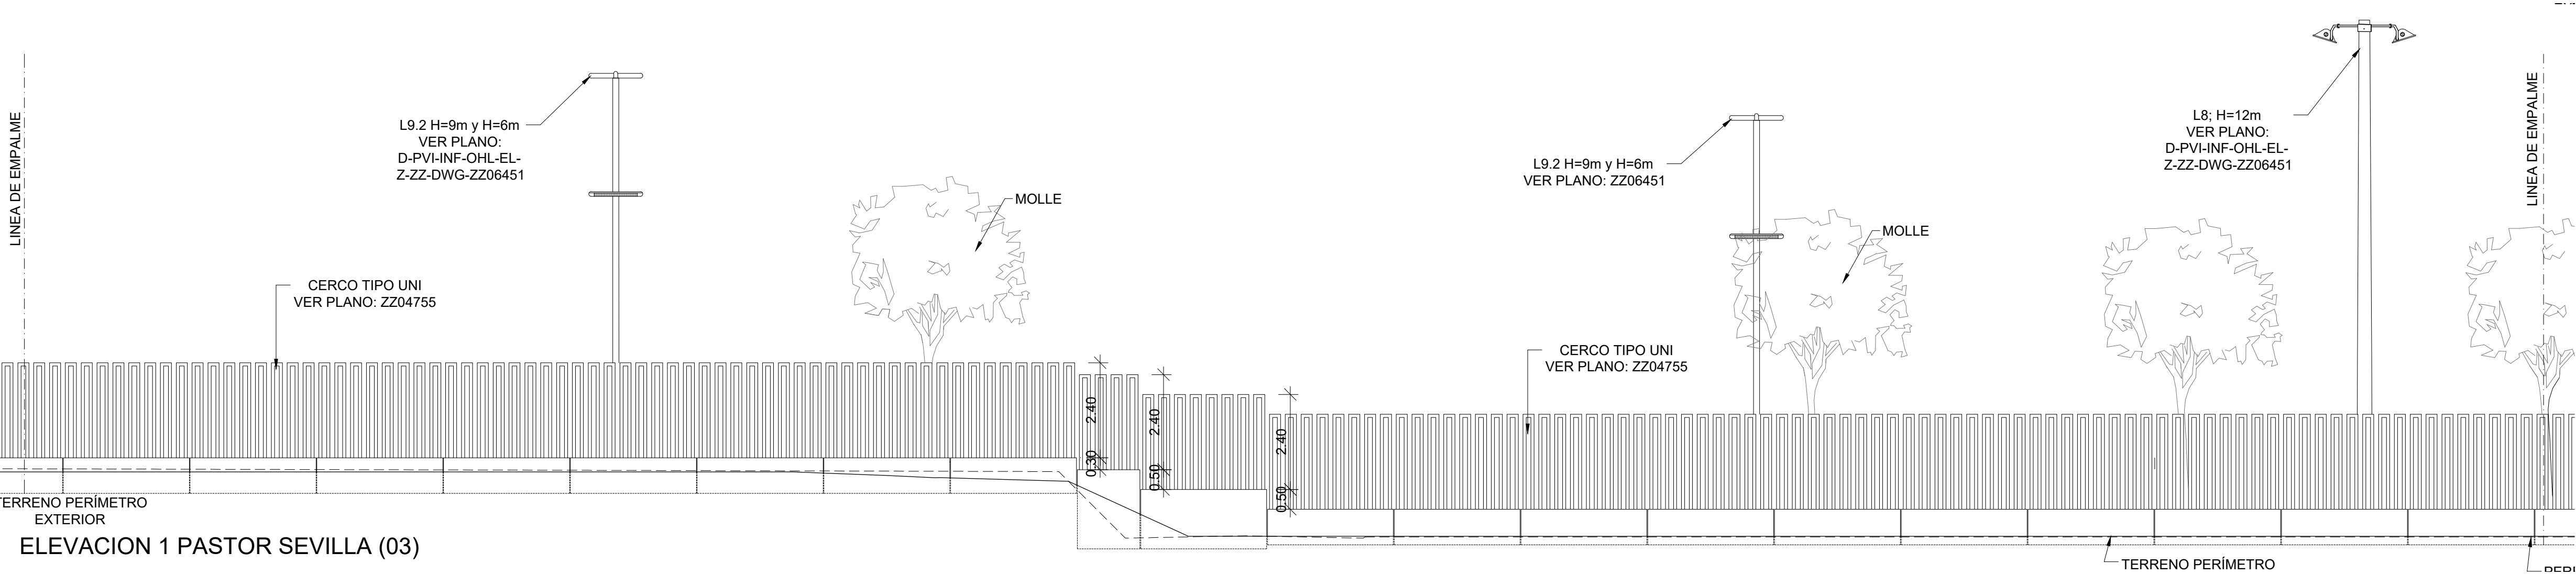 LINEA DE EMPALME
L9.2 H=9m y H=6m
VER PLANO:
D-PVI-INF-OHL-EL-
Z-ZZ-DWG-ZZ06451
MOLLE
CERCO TIPO UNI
VER PLANO: ZZ04755
2.40
0.30
2.40
0.50
2.40
0.50
L9.2 H=9m y H=6m
VER PLANO: ZZ06451
MOLLE
CERCO TIPO UNI
VER PLANO: ZZ04755
L8; H=12m
VER PLANO:
D-PVI-INF-OHL-EL-
Z-ZZ-DWG-ZZ06451
LINEA DE EMPALME
TERRENO PERÍMETRO
EXTERIOR
TERRENO PERÍMETRO
ELEVACION 1 PASTOR SEVILLA (03)